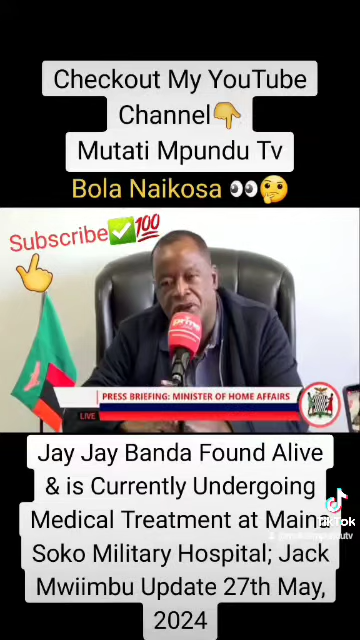 Checkout My YouTube
Channel👇
Mutati Mpundu Tv
Bola Naikosa 👀🤔
Subscribe✅💯
prime
PRESS BRIEFING: MINISTER OF HOME AFFAIRS
LIVE
Jay Jay Banda Found Alive
& is Currently Undergoing
Medical Treatment at Maina
Soko Military Hospital; Jack
Mwiimbu Update 27th May,
2024
TikTok